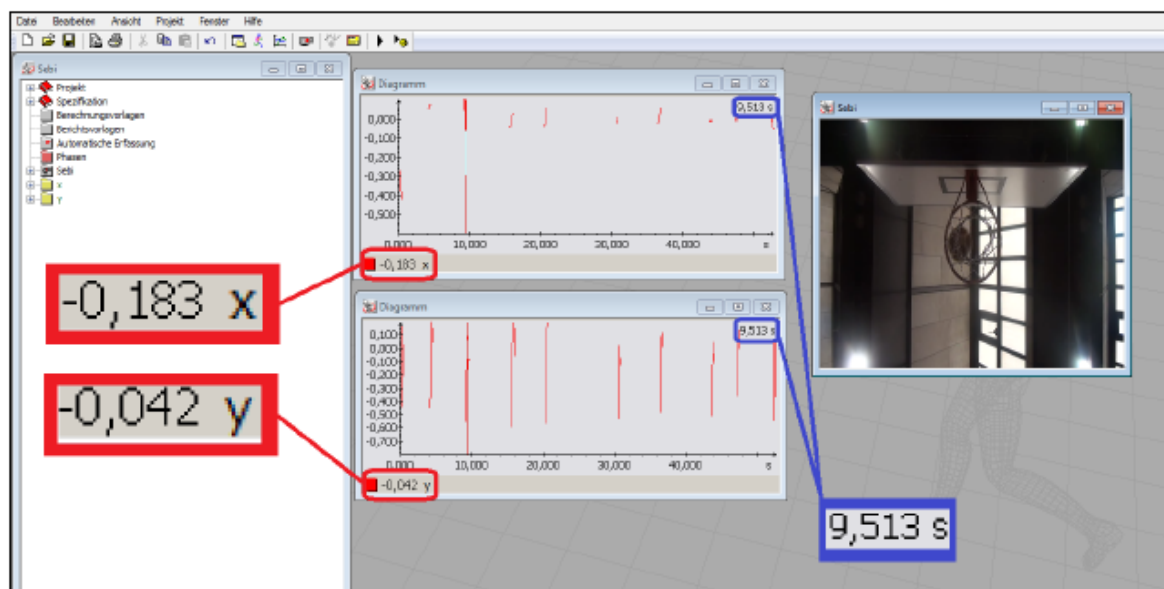 Datei Bearbeiten Ansicht Projekt Fenster Hilfe
Sebi
Projekt
Spezifikation
Berechnungsvorlagen
Berichtsvorlagen
Automatische Erfassung
Phasen
Sebi
x
y
Diagramm
9,513 s
0,000
-0,100
-0,200
-0,300
-0,400
-0,500
0,000 10,000 20,000 30,000 40,000 s
-0,183 x
Diagramm
9,513 s
0,100
0,000
-0,100
-0,200
-0,300
-0,400
-0,500
-0,600
-0,700
0,000 10,000 20,000 30,000 40,000 s
-0,042 y
Sebi
-0,183 x
-0,042 y
9,513 s